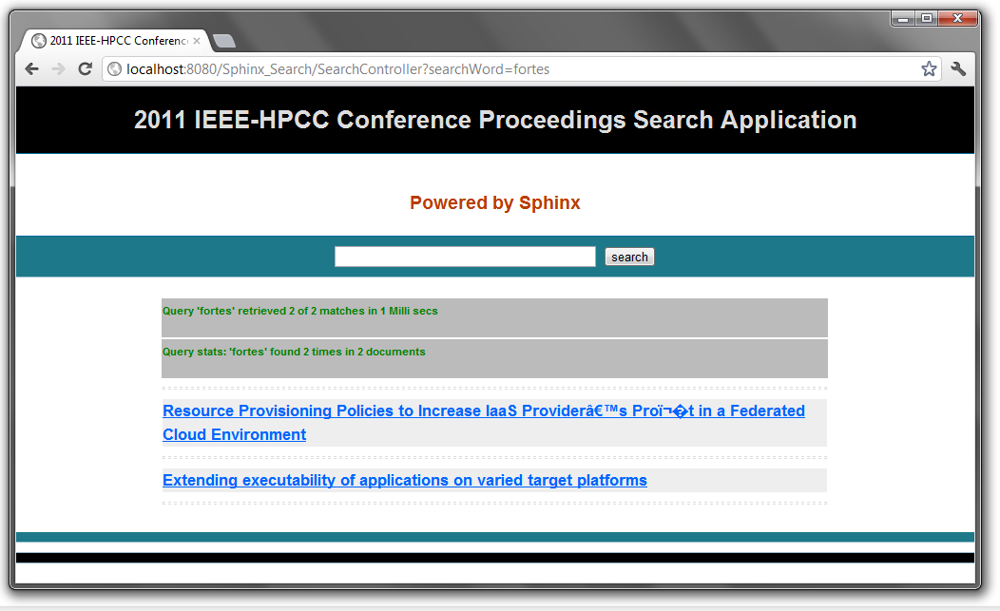 2011 IEEE-HPCC Conferenc
localhost:8080/Sphinx_Search/SearchController?searchWord=fortes
2011 IEEE-HPCC Conference Proceedings Search Application
Powered by Sphinx
search
Query 'fortes' retrieved 2 of 2 matches in 1 Milli secs
Query stats: 'fortes' found 2 times in 2 documents
Resource Provisioning Policies to Increase IaaS Providerâ€™s Proï¬�t in a Federated
Cloud Environment
Extending executability of applications on varied target platforms